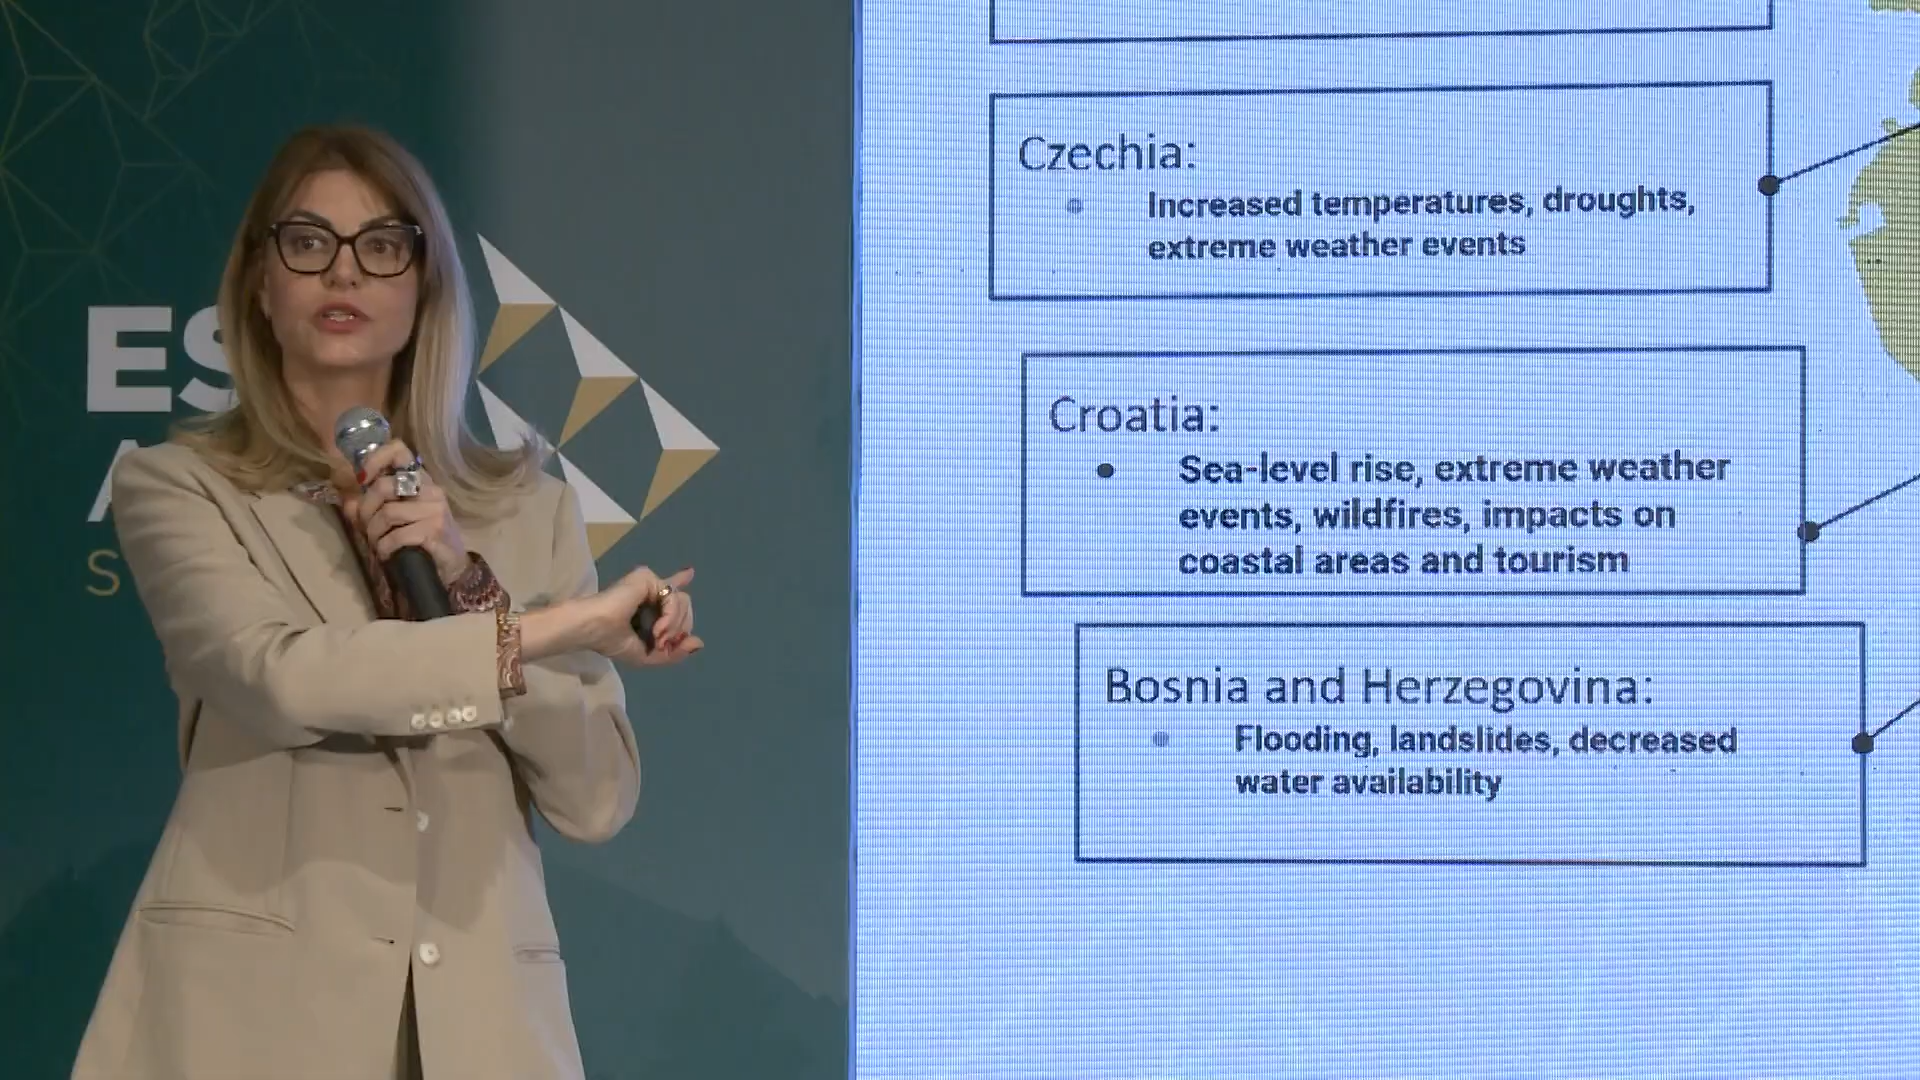 Czechia:
Increased temperatures, droughts,
extreme weather events
Croatia:
Sea-level rise, extreme weather
events, wildfires, impacts on
coastal areas and tourism
Bosnia and Herzegovina:
Flooding, landslides, decreased
water availability